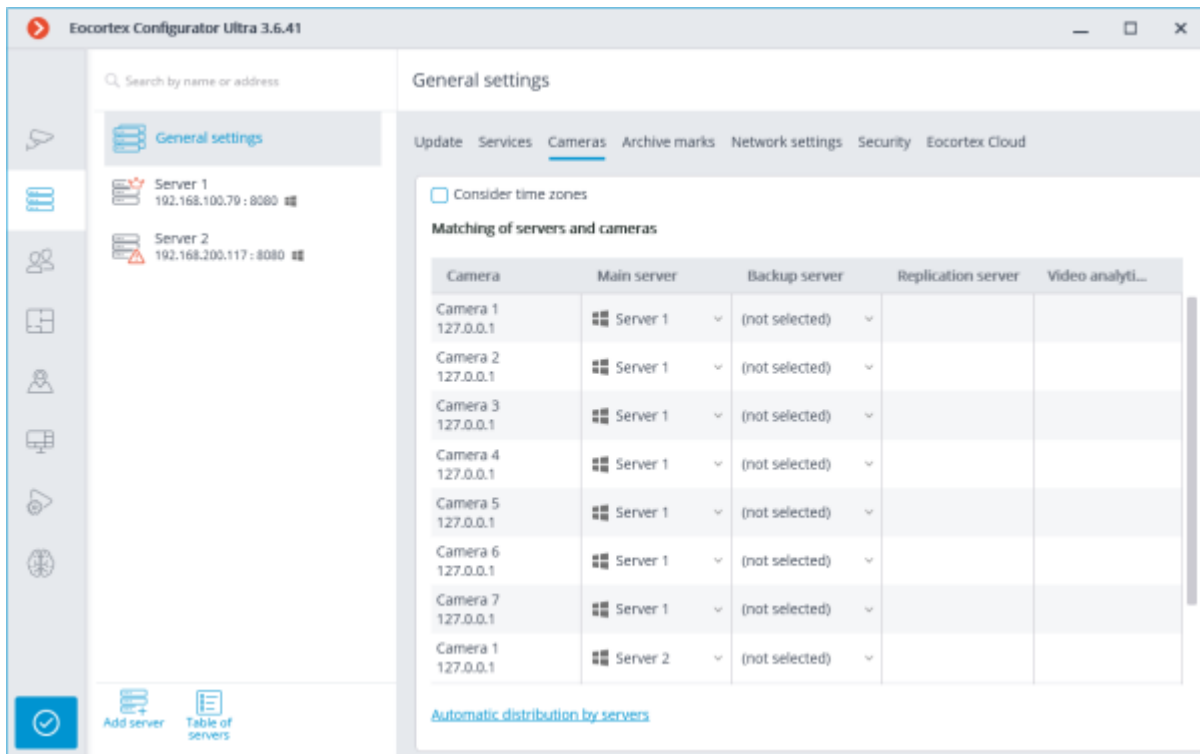 Eocortex Configurator Ultra 3.6.41
Search by name or address
General settings
Server 1
192.168.100.79 : 8080
Server 2
192.168.200.117 : 8080
Add server
Table of
servers
General settings
Update Services Cameras Archive marks Network settings Security Eocortex Cloud
Consider time zones
Matching of servers and cameras
Camera Main server Backup server Replication server Video analyti...
Camera 1
127.0.0.1
Server 1 (not selected)
Camera 2
127.0.0.1
Server 1 (not selected)
Camera 3
127.0.0.1
Server 1 (not selected)
Camera 4
127.0.0.1
Server 1 (not selected)
Camera 5
127.0.0.1
Server 1 (not selected)
Camera 6
127.0.0.1
Server 1 (not selected)
Camera 7
127.0.0.1
Server 1 (not selected)
Camera 1
127.0.0.1
Server 2 (not selected)
Automatic distribution by servers